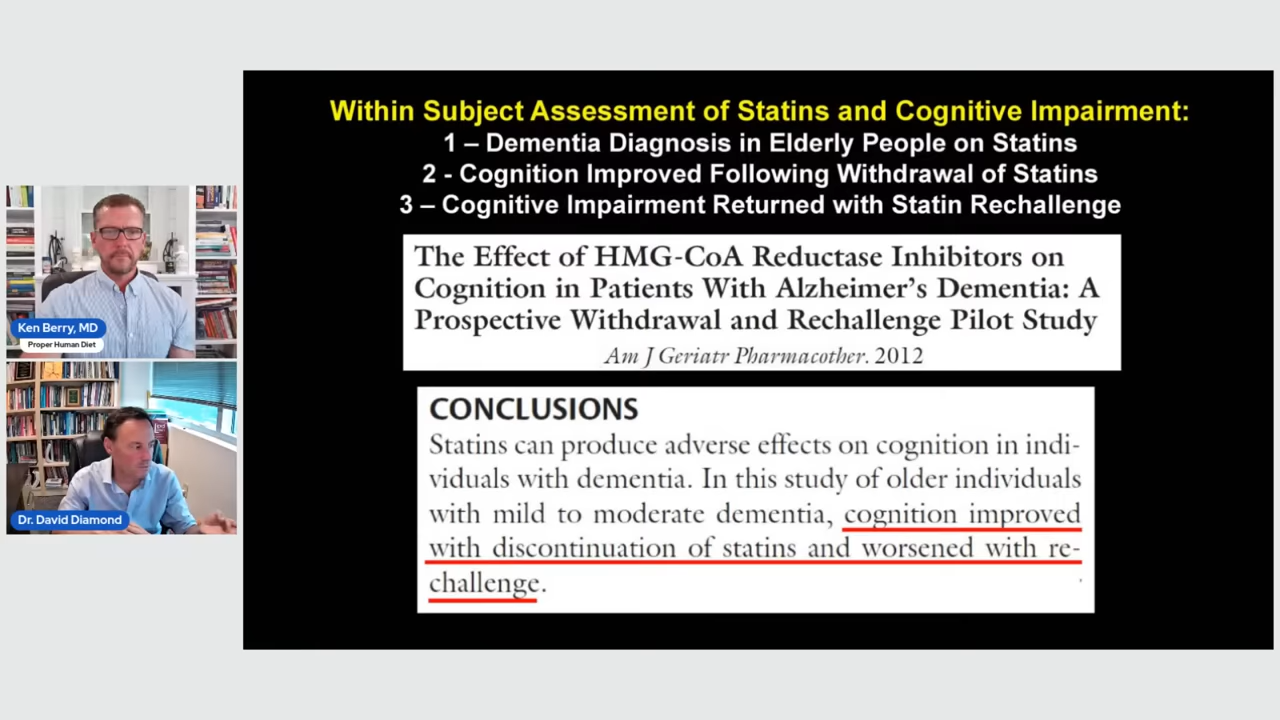 Within Subject Assessment of Statins and Cognitive Impairment:
1 – Dementia Diagnosis in Elderly People on Statins
2 - Cognition Improved Following Withdrawal of Statins
3 – Cognitive Impairment Returned with Statin Rechallenge
The Effect of HMG-CoA Reductase Inhibitors on
Cognition in Patients With Alzheimer's Dementia: A
Prospective Withdrawal and Rechallenge Pilot Study
Am J Geriatr Pharmacother. 2012
CONCLUSIONS
Statins can produce adverse effects on cognition in indi-
viduals with dementia. In this study of older individuals
with mild to moderate dementia, cognition improved
with discontinuation of statins and worsened with re-
challenge.
Ken Berry, MD
Proper Human Diet
Dr. David Diamond